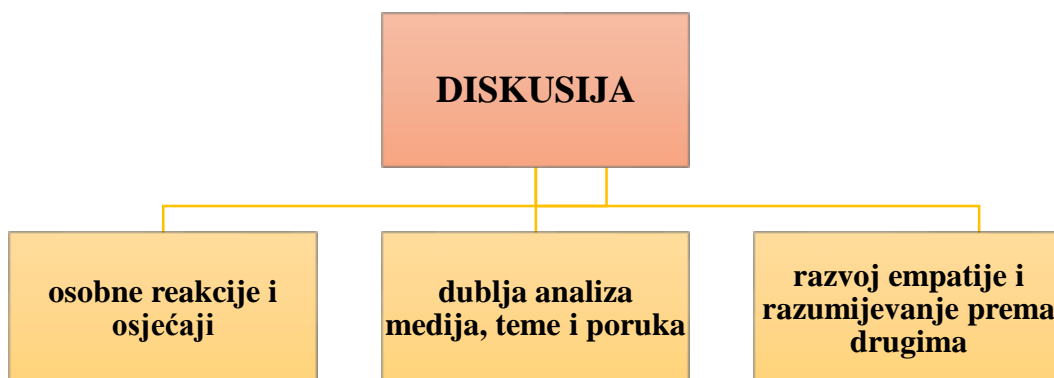 DISKUSIJA
osobne reakcije i
osjećaji
dublja analiza
medija, teme i poruka
razvoj empatije i
razumijevanje prema
drugima